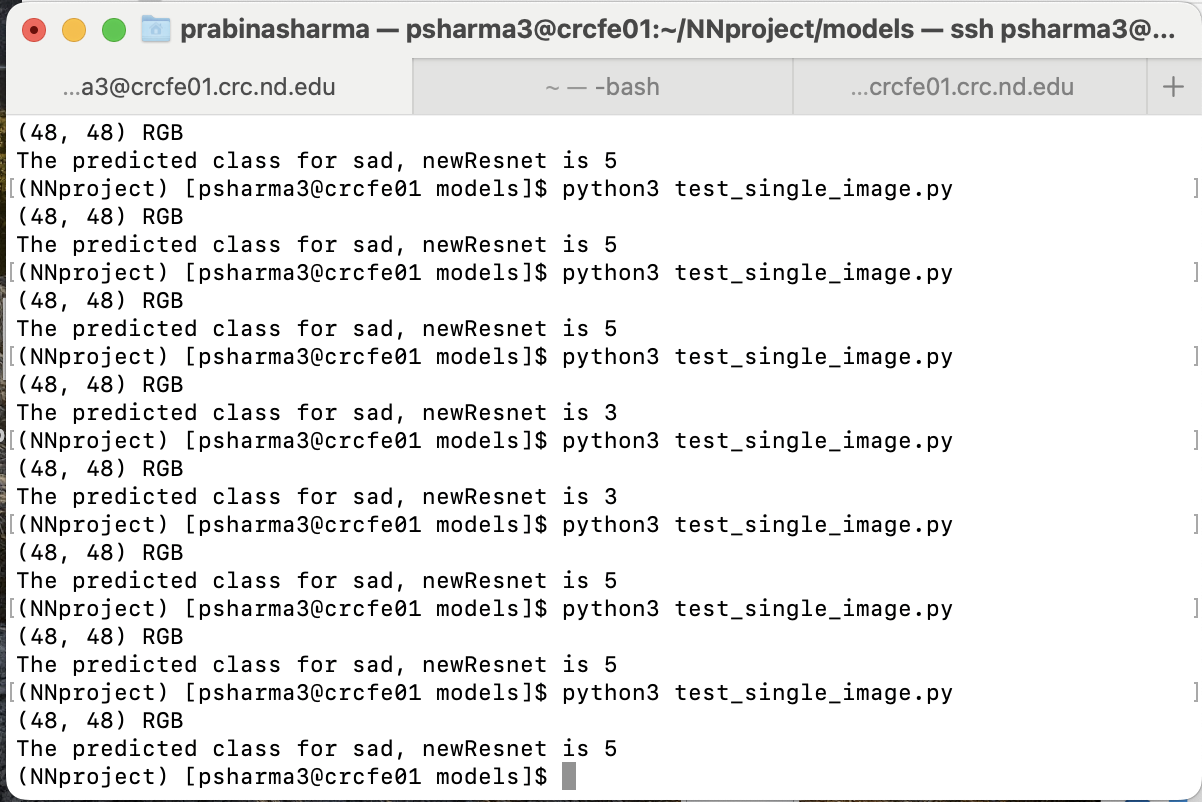 prabinasharma — psharma3@crcfe01:~/NNproject/models — ssh psharma3@...
...a3@crcfe01.crc.nd.edu
~ — -bash
...crcfe01.crc.nd.edu
+
(48, 48) RGB
The predicted class for sad, newResnet is 5
[(NNproject) [psharma3@crcfe01 models]$ python3 test_single_image.py ]
(48, 48) RGB
The predicted class for sad, newResnet is 5
[(NNproject) [psharma3@crcfe01 models]$ python3 test_single_image.py ]
(48, 48) RGB
The predicted class for sad, newResnet is 5
[(NNproject) [psharma3@crcfe01 models]$ python3 test_single_image.py ]
(48, 48) RGB
The predicted class for sad, newResnet is 3
[(NNproject) [psharma3@crcfe01 models]$ python3 test_single_image.py ]
(48, 48) RGB
The predicted class for sad, newResnet is 3
[(NNproject) [psharma3@crcfe01 models]$ python3 test_single_image.py ]
(48, 48) RGB
The predicted class for sad, newResnet is 5
[(NNproject) [psharma3@crcfe01 models]$ python3 test_single_image.py ]
(48, 48) RGB
The predicted class for sad, newResnet is 5
[(NNproject) [psharma3@crcfe01 models]$ python3 test_single_image.py ]
(48, 48) RGB
The predicted class for sad, newResnet is 5
(NNproject) [psharma3@crcfe01 models]$